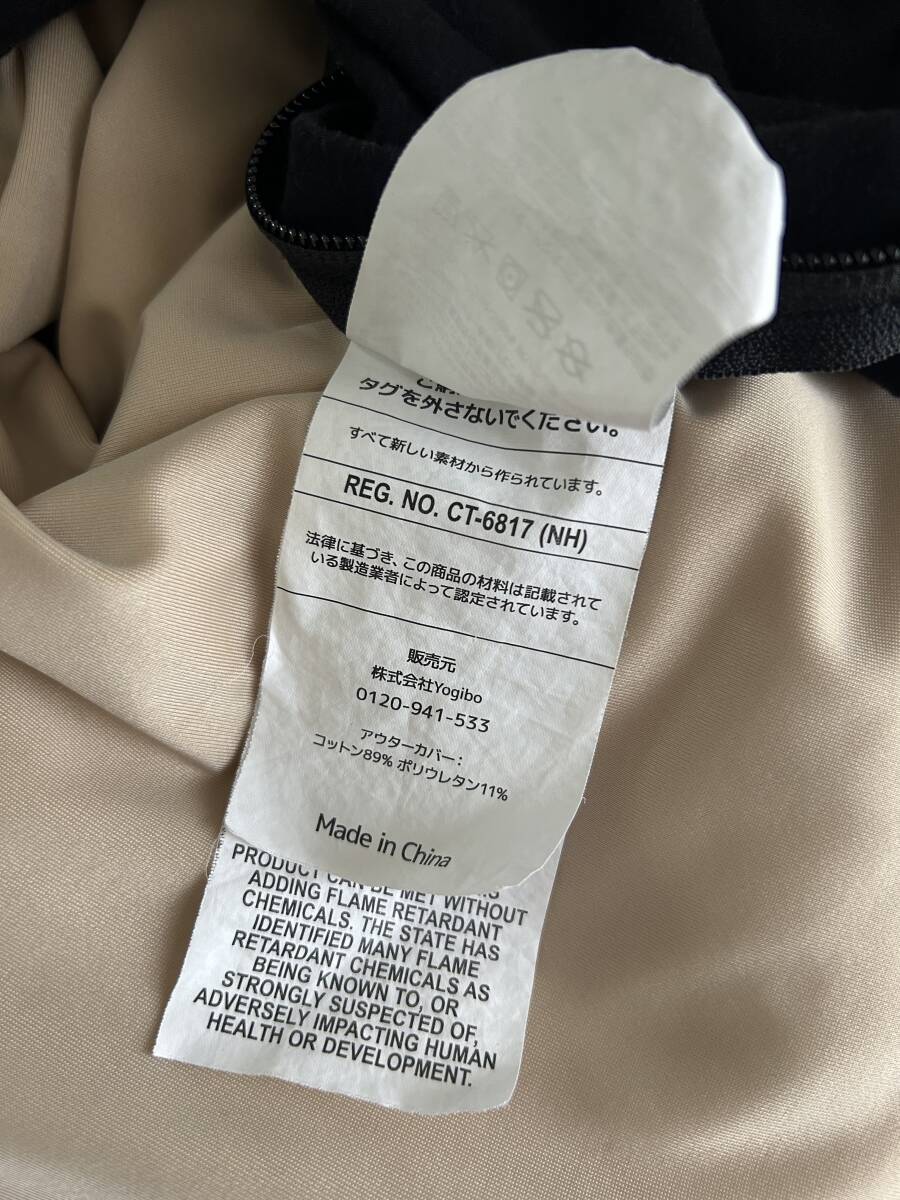 タグを外さないでください。
すべて新しい素材から作られています。
REG. NO. CT-6817 (NH)
法律に基づき、この商品の材料は記載されて
いる製造業者によって認定されています。
販売元
株式会社Yogibo
0120-941-533
アウターカバー：
コットン89% ポリウレタン11%
Made in China
PRODUCT CAN BE MET WITHOUT
ADDING FLAME RETARDANT
CHEMICALS. THE STATE HAS
IDENTIFIED MANY FLAME
RETARDANT CHEMICALS AS
BEING KNOWN TO, OR
STRONGLY SUSPECTED OF,
ADVERSELY IMPACTING HUMAN
HEALTH OR DEVELOPMENT.